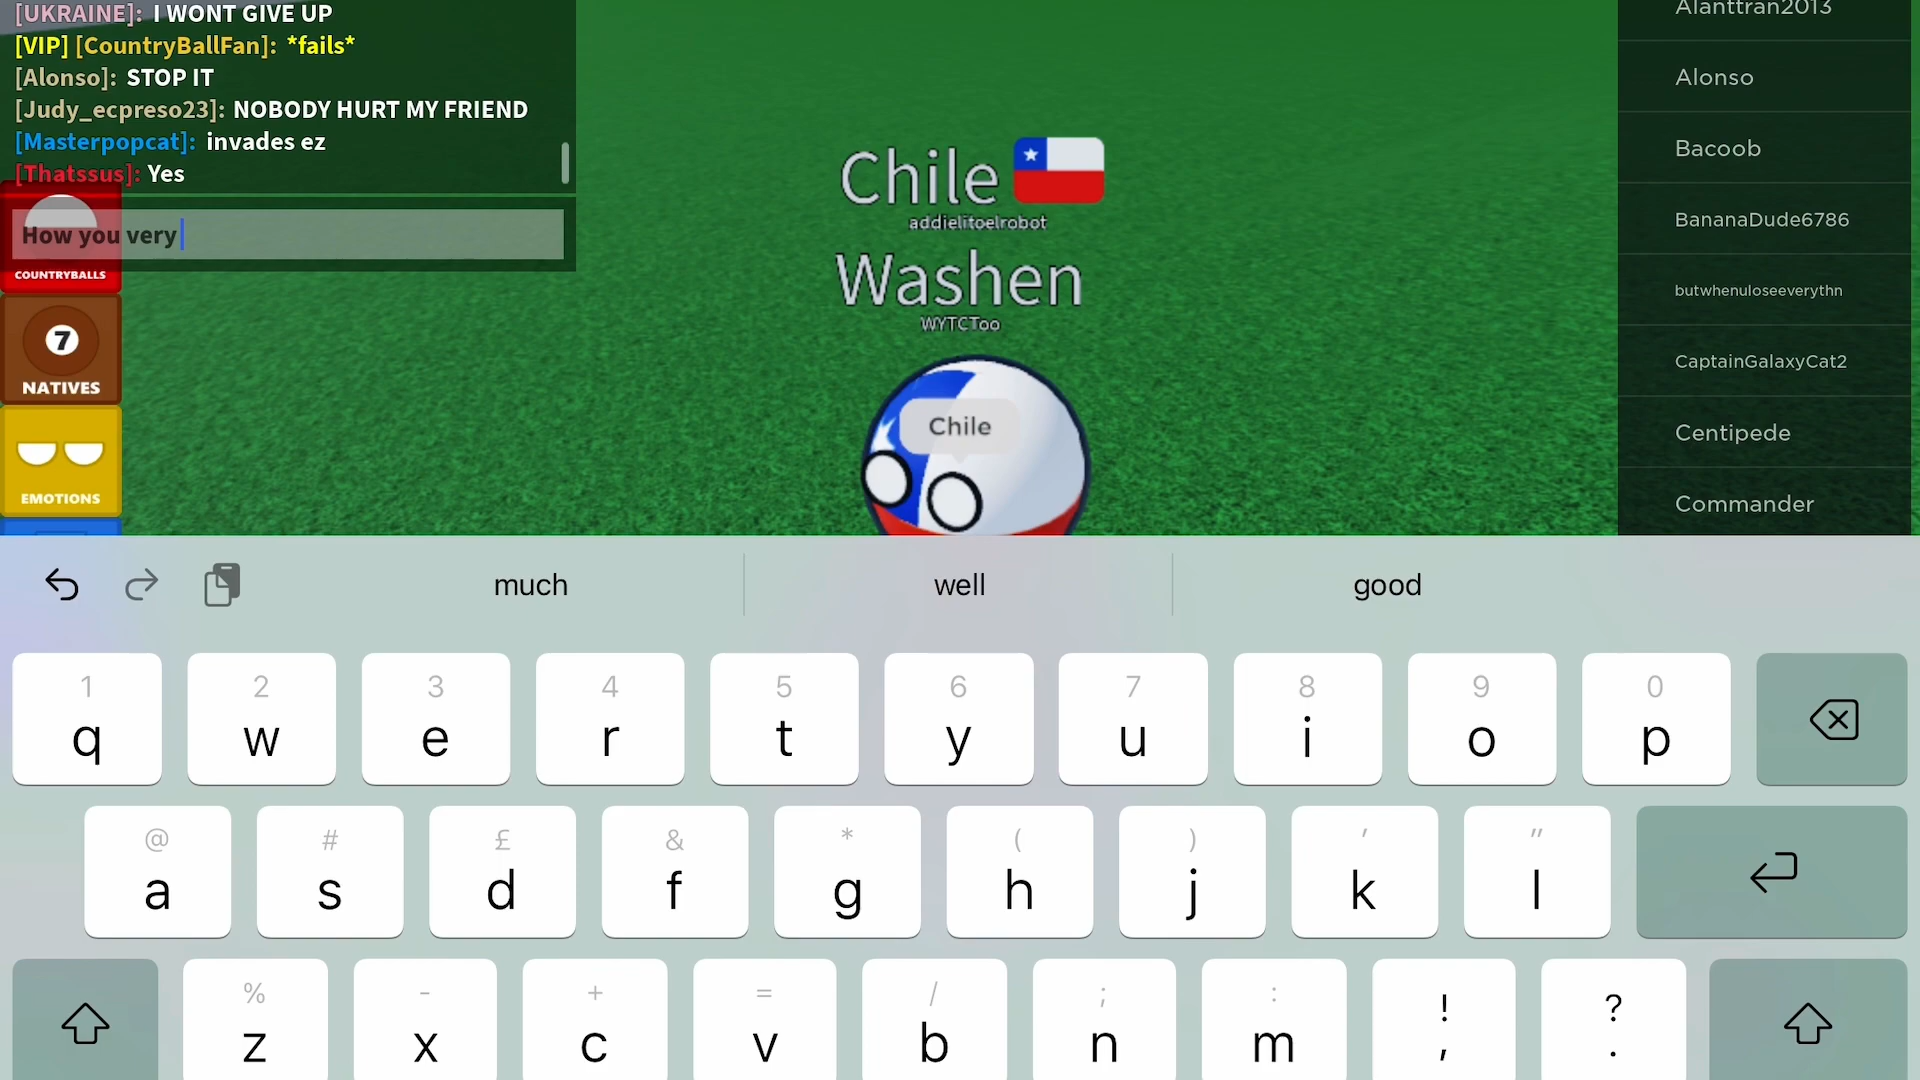 [UKRAINE]: I WONT GIVE UP
[VIP] [CountryBallFan]: *fails*
[Alonso]: STOP IT
[Judy_ecpreso23]: NOBODY HURT MY FRIEND
[Masterpopcat]: invades ez
[Thatssus]: Yes
How you very
COUNTRYBALLS
7
NATIVES
EMOTIONS
Chile
addielitoelrobot
Washen
WYTCToo
Chile
Alanttran2013
Alonso
Bacoob
BananaDude6786
butwhenuloseeverythn
CaptainGalaxyCat2
Centipede
Commander
much well good
1 2 3 4 5 6 7 8 9 0
q w e r t y u i o p
@ # £ & * ( ) ' "
a s d f g h j k l
% - + = / ; : ! ?
z x c v b n m , .